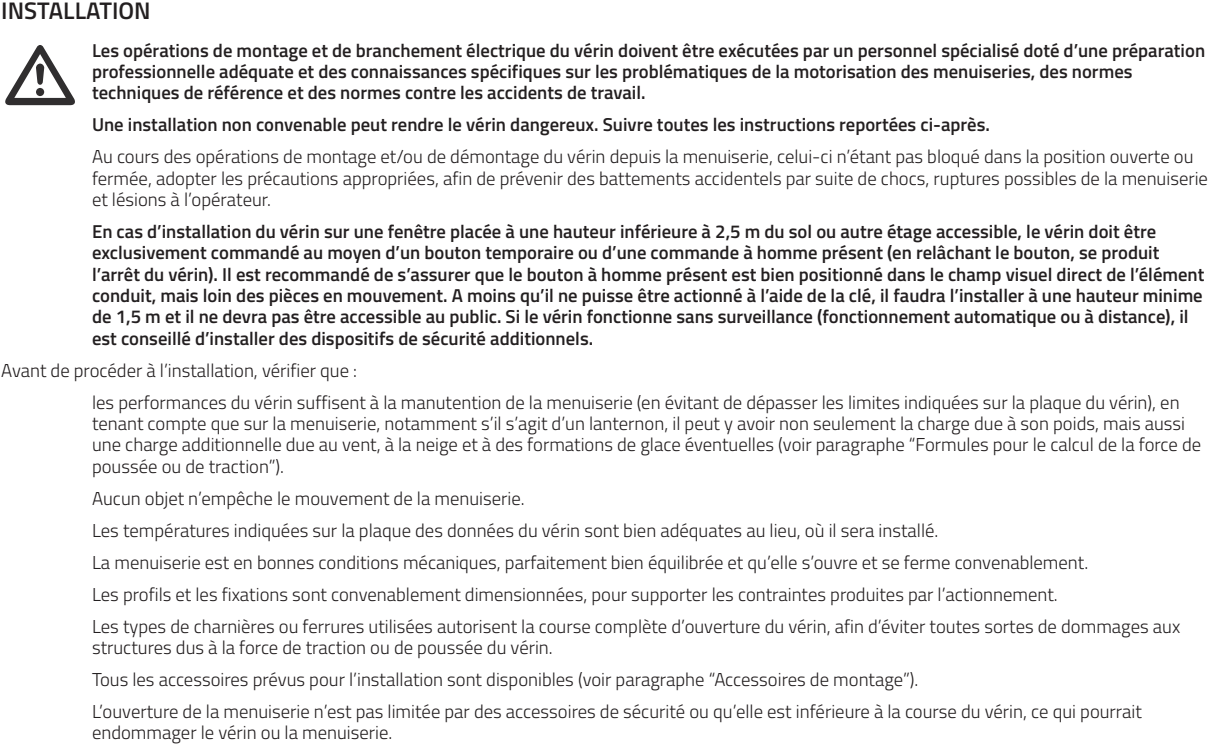 INSTALLATION
Les opérations de montage et de branchement électrique du vérin doivent être exécutées par un personnel spécialisé doté d’une préparation
professionnelle adéquate et des connaissances spécifiques sur les problématiques de la motorisation des menuiseries, des normes
techniques de référence et des normes contre les accidents de travail.
Une installation non convenable peut rendre le vérin dangereux. Suivre toutes les instructions reportées ci-après.
Au cours des opérations de montage et/ou de démontage du vérin depuis la menuiserie, celui-ci n’étant pas bloqué dans la position ouverte ou
fermée, adopter les précautions appropriées, afin de prévenir des battements accidentels par suite de chocs, ruptures possibles de la menuiserie
et lésions à l’opérateur.
En cas d’installation du vérin sur une fenêtre placée à une hauteur inférieure à 2,5 m du sol ou autre étage accessible, le vérin doit être
exclusivement commandé au moyen d’un bouton temporaire ou d’une commande à homme présent (en relâchant le bouton, se produit
l’arrêt du vérin). Il est recommandé de s’assurer que le bouton à homme présent est bien positionné dans le champ visuel direct de l’élément
conduit, mais loin des pièces en mouvement. A moins qu’il ne puisse être actionné à l’aide de la clé, il faudra l’installer à une hauteur minime
de 1,5 m et il ne devra pas être accessible au public. Si le vérin fonctionne sans surveillance (fonctionnement automatique ou à distance), il
est conseillé d’installer des dispositifs de sécurité additionnels.
Avant de procéder à l’installation, vérifier que :
les performances du vérin suffisent à la manutention de la menuiserie (en évitant de dépasser les limites indiquées sur la plaque du vérin), en
tenant compte que sur la menuiserie, notamment s’il s’agit d’un lanternon, il peut y avoir non seulement la charge due à son poids, mais aussi
une charge additionnelle due au vent, à la neige et à des formations de glace éventuelles (voir paragraphe “Formules pour le calcul de la force de
poussée ou de traction”).
Aucun objet n’empêche le mouvement de la menuiserie.
Les températures indiquées sur la plaque des données du vérin sont bien adéquates au lieu, où il sera installé.
La menuiserie est en bonnes conditions mécaniques, parfaitement bien équilibrée et qu’elle s’ouvre et se ferme convenablement.
Les profils et les fixations sont convenablement dimensionnées, pour supporter les contraintes produites par l’actionnement.
Les types de charnières ou ferrures utilisées autorisent la course complète d’ouverture du vérin, afin d’éviter toutes sortes de dommages aux
structures dus à la force de traction ou de poussée du vérin.
Tous les accessoires prévus pour l’installation sont disponibles (voir paragraphe “Accessoires de montage”).
L’ouverture de la menuiserie n’est pas limitée par des accessoires de sécurité ou qu’elle est inférieure à la course du vérin, ce qui pourrait
endommager le vérin ou la menuiserie.